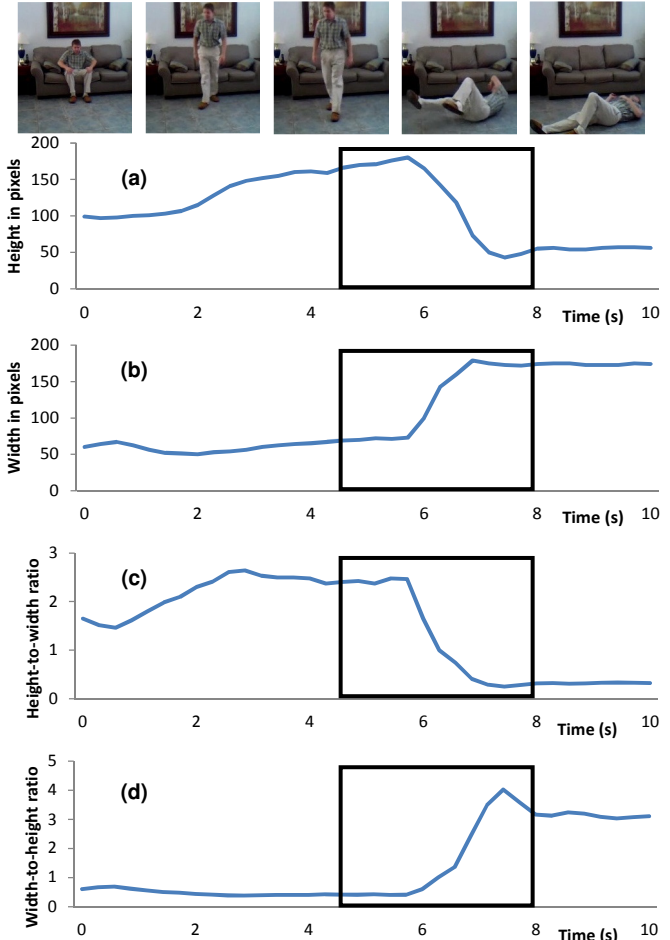 200
150
100
50
0
Height in pixels
(a)
0 2 4 6 8 10
Time (s)
200
150
100
50
0
Width in pixels
(b)
0 2 4 6 8 10
Time (s)
3
2
1
0
Height-to-width ratio
(c)
0 2 4 6 8 10
Time (s)
5
4
3
2
1
0
Width-to-height ratio
(d)
0 2 4 6 8 10
Time (s)